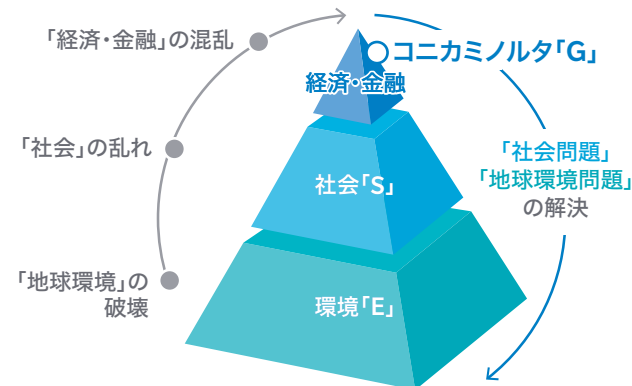 「経済・金融」の混乱
コニカミノルタ「G」
経済・金融
「社会」の乱れ
「社会問題」
「地球環境問題」
の解決
社会「S」
「地球環境」の
破壊
環境「E」